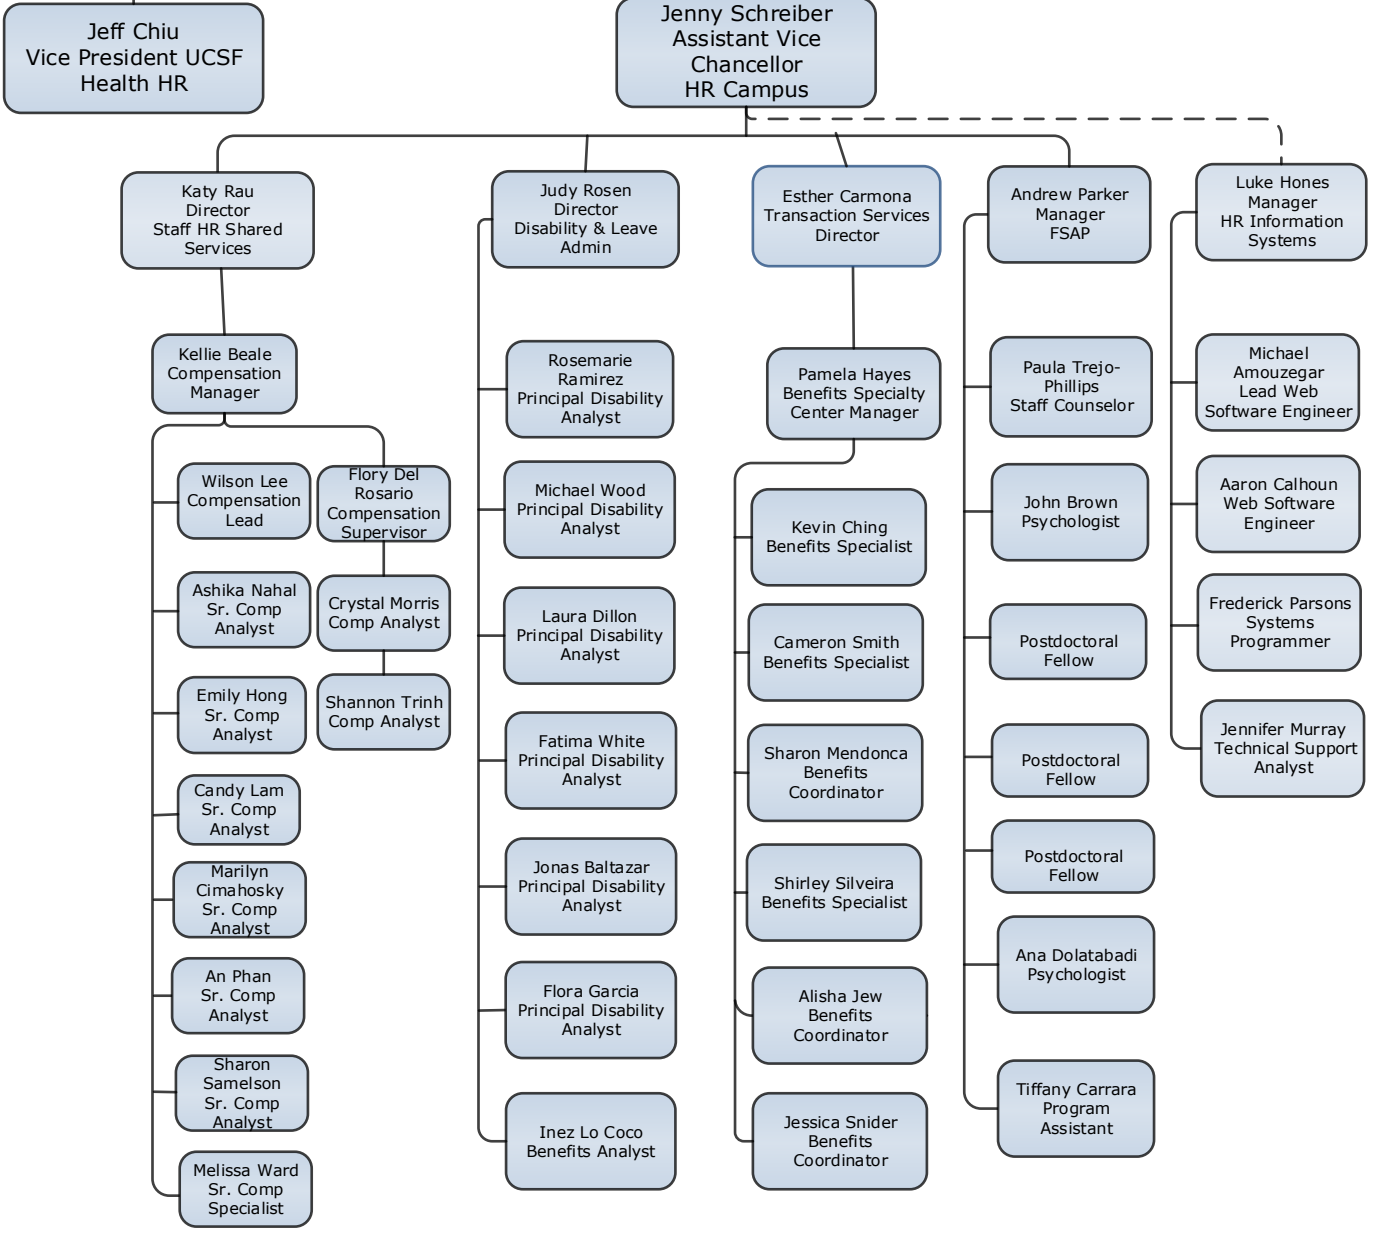 Jeff Chiu
Vice President UCSF
Health HR
Jenny Schreiber
Assistant Vice
Chancellor
HR Campus
Katy Rau
Director
Staff HR Shared
Services
Judy Rosen
Director
Disability & Leave
Admin
Esther Carmona
Transaction Services
Director
Andrew Parker
Manager
FSAP
Luke Hones
Manager
HR Information
Systems
Kellie Beale
Compensation
Manager
Wilson Lee
Compensation
Lead
Ashika Nahal
Sr. Comp
Analyst
Emily Hong
Sr. Comp
Analyst
Candy Lam
Sr. Comp
Analyst
Marilyn
Cimahosky
Sr. Comp
Analyst
An Phan
Sr. Comp
Analyst
Sharon
Samelson
Sr. Comp
Analyst
Melissa Ward
Sr. Comp
Specialist
Flory Del
Rosario
Compensation
Supervisor
Crystal Morris
Comp Analyst
Shannon Trinh
Comp Analyst
Rosemarie
Ramirez
Principal Disability
Analyst
Michael Wood
Principal Disability
Analyst
Laura Dillon
Principal Disability
Analyst
Fatima White
Principal Disability
Analyst
Jonas Baltazar
Principal Disability
Analyst
Flora Garcia
Principal Disability
Analyst
Inez Lo Coco
Benefits Analyst
Pamela Hayes
Benefits Specialty
Center Manager
Kevin Ching
Benefits Specialist
Cameron Smith
Benefits Specialist
Sharon Mendonca
Benefits
Coordinator
Shirley Silveira
Benefits Specialist
Alisha Jew
Benefits
Coordinator
Jessica Snider
Benefits
Coordinator
Paula Trejo-
Phillips
Staff Counselor
John Brown
Psychologist
Postdoctoral
Fellow
Postdoctoral
Fellow
Postdoctoral
Fellow
Ana Dolatabadi
Psychologist
Tiffany Carrara
Program
Assistant
Michael
Amouzegar
Lead Web
Software Engineer
Aaron Calhoun
Web Software
Engineer
Frederick Parsons
Systems
Programmer
Jennifer Murray
Technical Support
Analyst